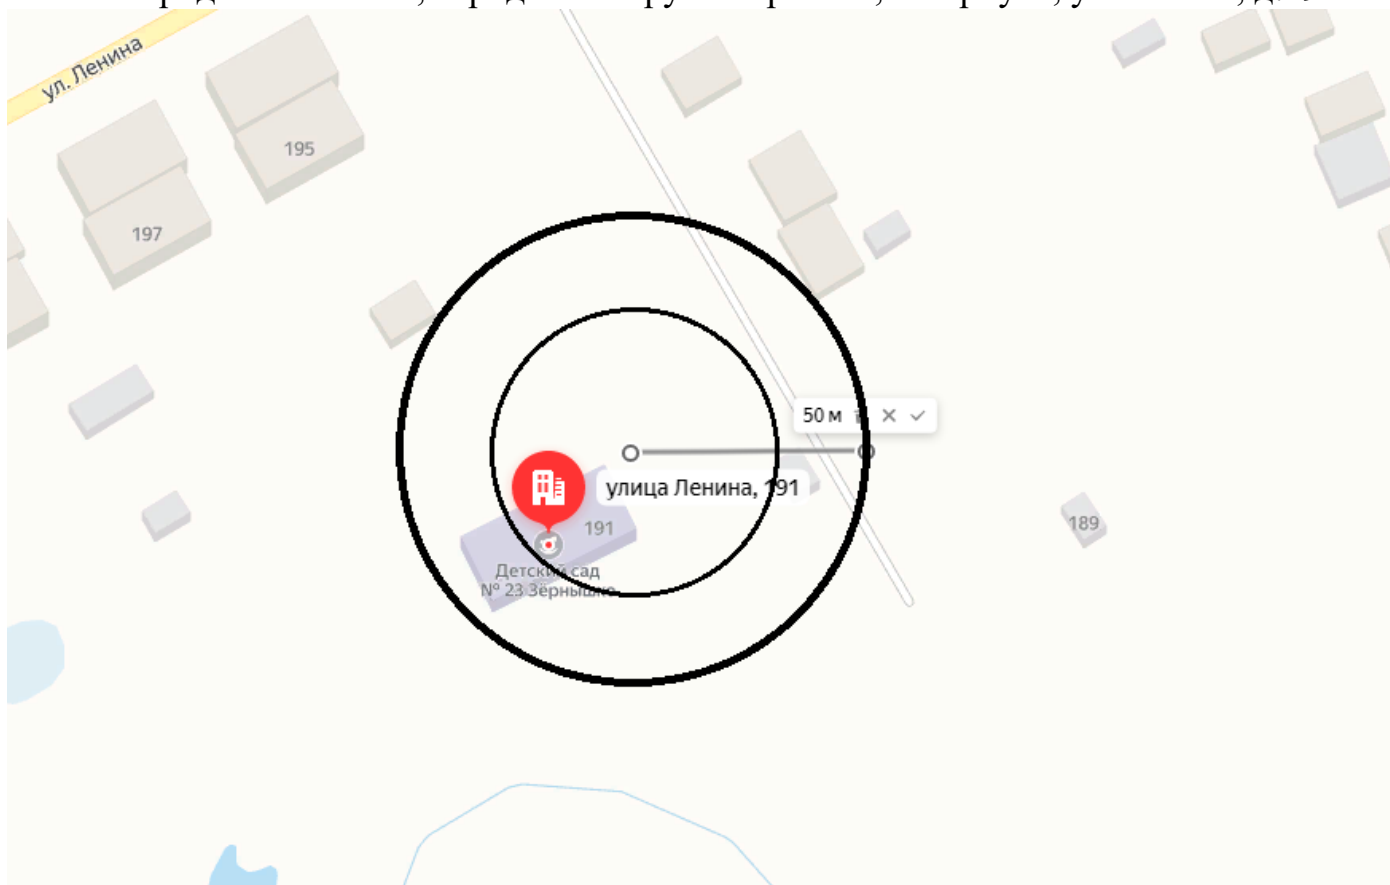 ул. Ленина
195
197
50 м
улица Ленина, 191
191
189
Детский сад
№ 23 Зёрнышко